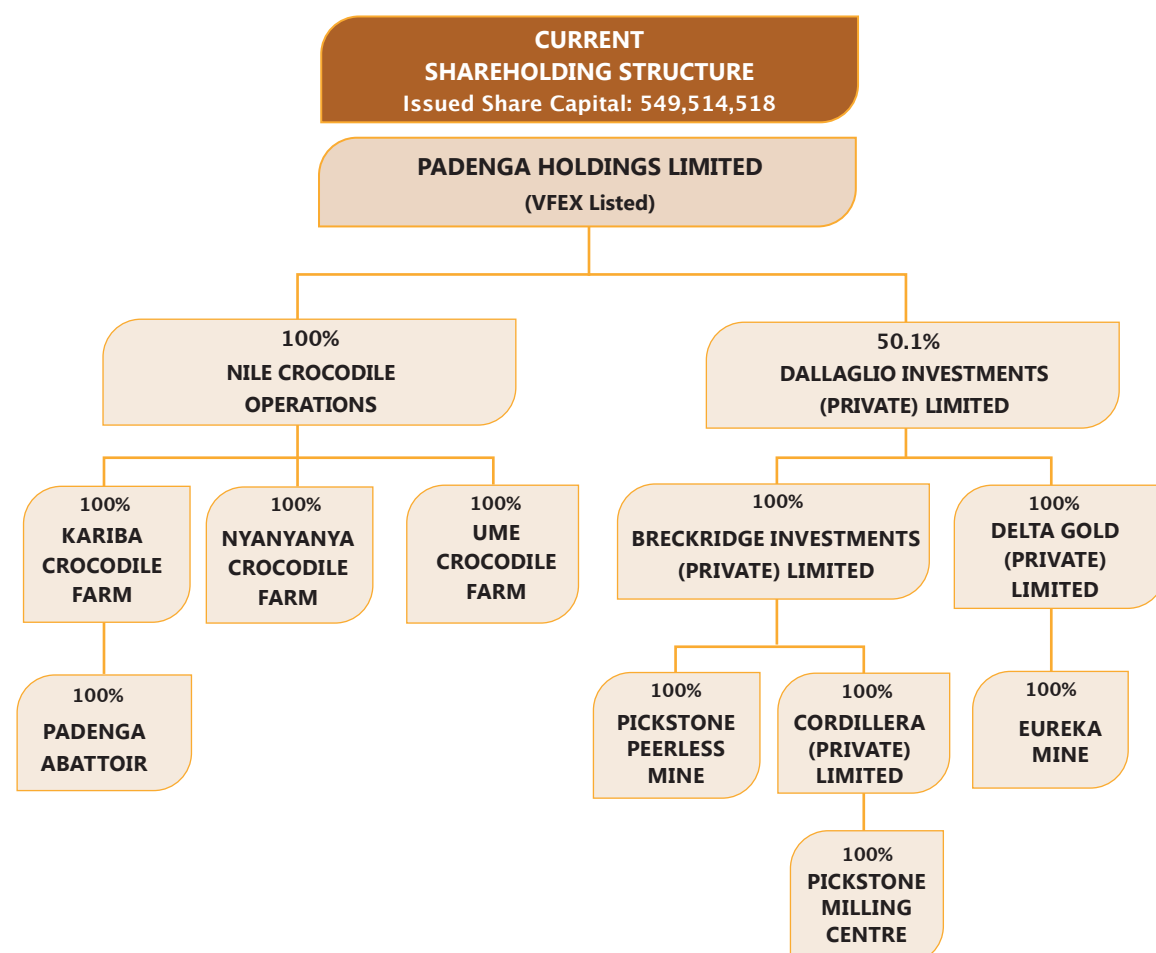 CURRENT
SHAREHOLDING STRUCTURE
Issued Share Capital: 549,514,518
PADENGA HOLDINGS LIMITED
(VFEX Listed)
100%
NILE CROCODILE
OPERATIONS
50.1%
DALLAGLIO INVESTMENTS
(PRIVATE) LIMITED
100%
KARIBA
CROCODILE
FARM
100%
NYANYANYA
CROCODILE
FARM
100%
UME
CROCODILE
FARM
100%
BRECKRIDGE INVESTMENTS
(PRIVATE) LIMITED
100%
DELTA GOLD
(PRIVATE)
LIMITED
100%
PADENGA
ABATTOIR
100%
PICKSTONE
PEERLESS
MINE
100%
CORDILLERA
(PRIVATE)
LIMITED
100%
EUREKA
MINE
100%
PICKSTONE
MILLING
CENTRE